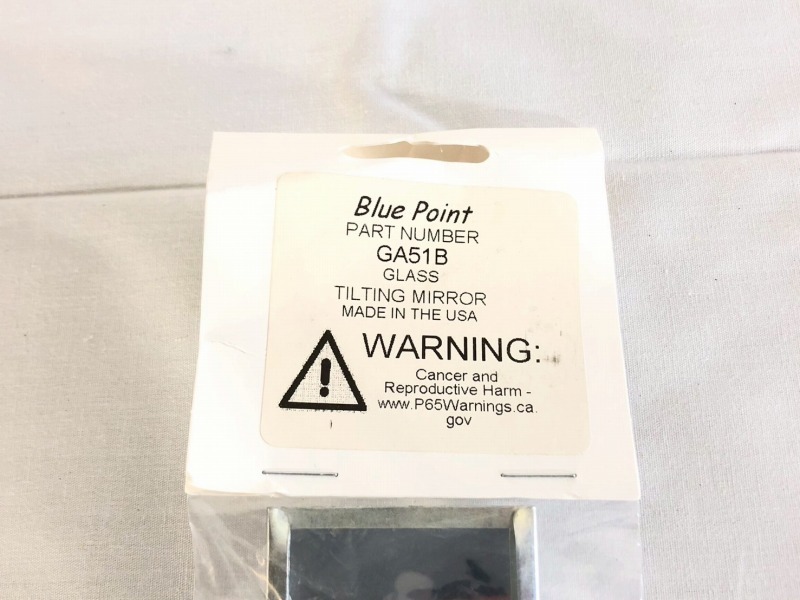 Blue Point
PART NUMBER
GA51B
GLASS
TILTING MIRROR
MADE IN THE USA
WARNING:
Cancer and
Reproductive Harm -
www.P65Warnings.ca.
gov